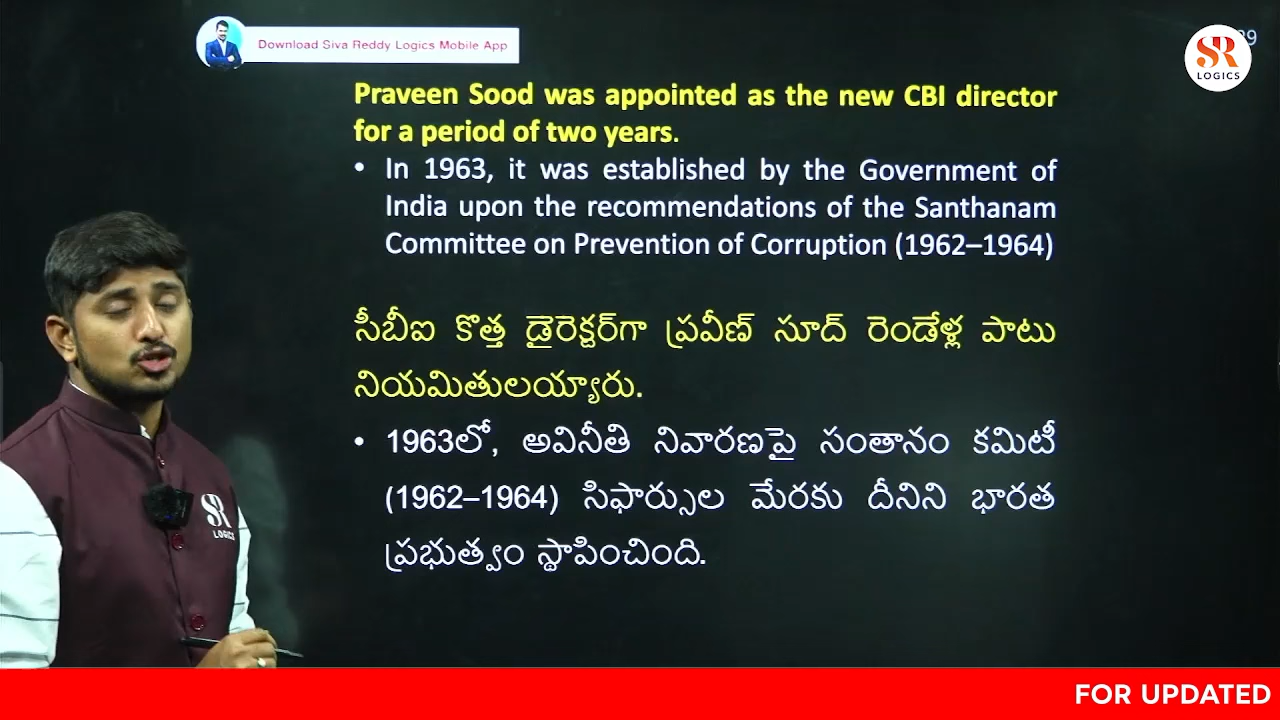 Download Siva Reddy Logics Mobile App
SR
LOGICS
Praveen Sood was appointed as the new CBI director
for a period of two years.
• In 1963, it was established by the Government of
India upon the recommendations of the Santhanam
Committee on Prevention of Corruption (1962–1964)
సీబీఐ కొత్త డైరెక్టర్‌గా ప్రవీణ్ సూద్ రెండేళ్ల పాటు
నియమితులయ్యారు.
• 1963లో, అవినీతి నివారణపై సంతానం కమిటీ
(1962–1964) సిఫార్సుల మేరకు దీనిని భారత
ప్రభుత్వం స్థాపించింది.
SR
LOGICS
FOR UPDATED